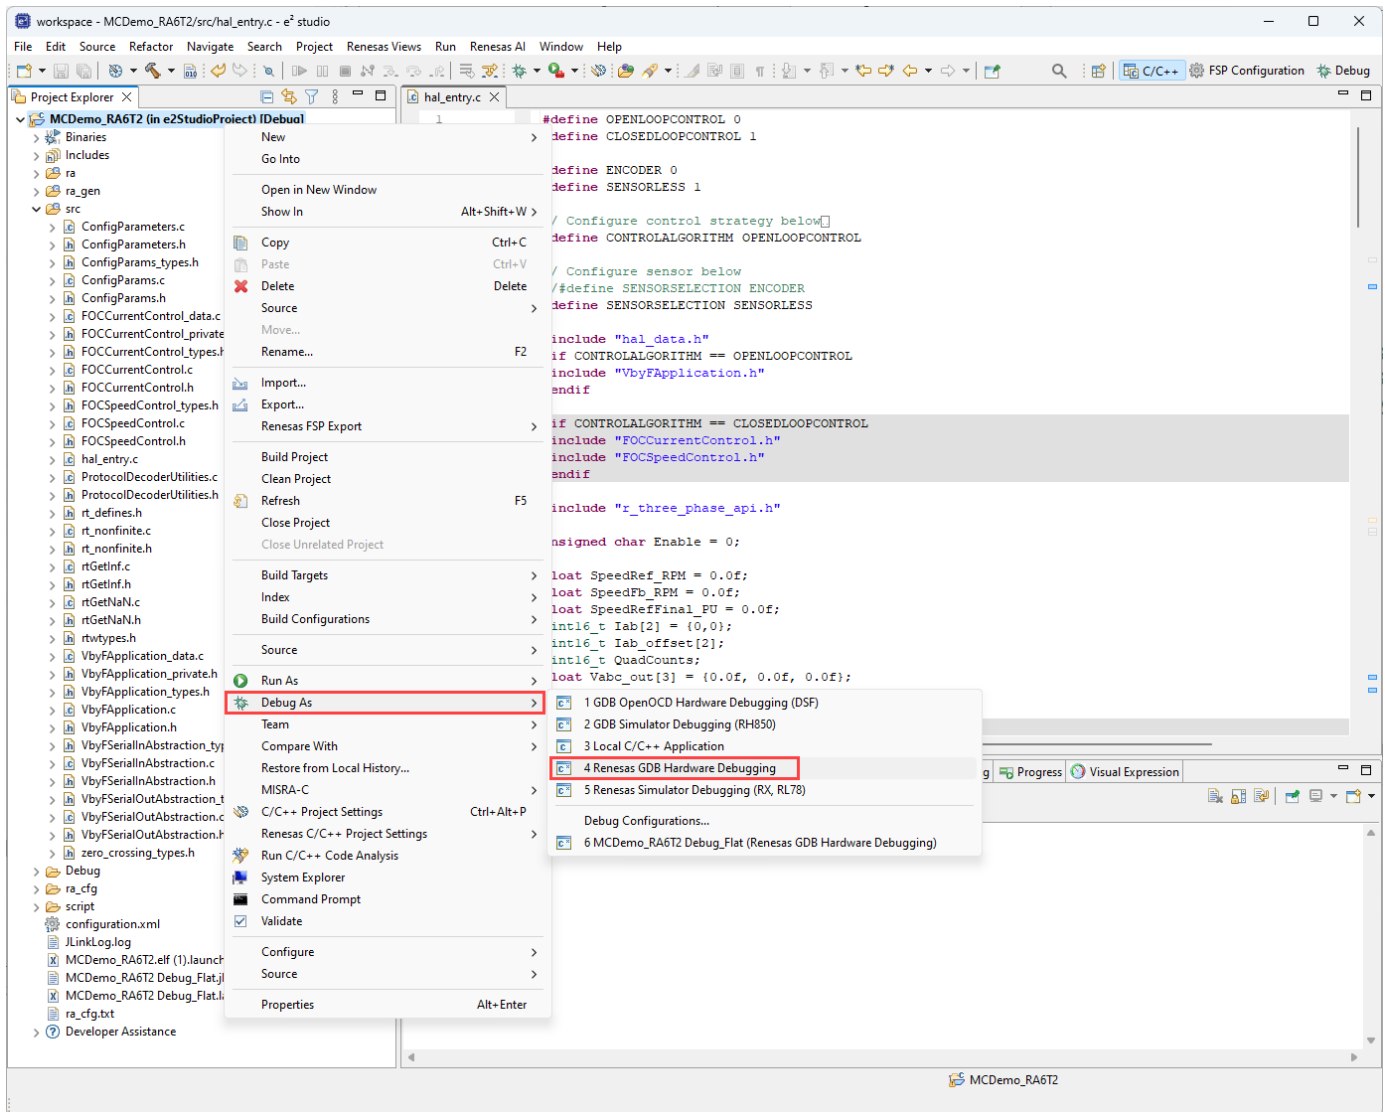 workspace - MCDemo_RA6T2/src/hal_entry.c - e² studio
File Edit Source Refactor Navigate Search Project Renesas Views Run Renesas AI Window Help
C/C++ FSP Configuration Debug
Project Explorer
hal_entry.c
MCDemo_RA6T2 (in e2StudioProject) [Debug]
Binaries
Includes
ra
ra_gen
src
ConfigParameters.c
ConfigParameters.h
ConfigParams_types.h
ConfigParams.c
ConfigParams.h
FOCCurrentControl_data.c
FOCCurrentControl_private
FOCCurrentControl_types.h
FOCCurrentControl.c
FOCCurrentControl.h
FOCSpeedControl_types.h
FOCSpeedControl.c
FOCSpeedControl.h
hal_entry.c
ProtocolDecoderUtilities.c
ProtocolDecoderUtilities.h
rt_defines.h
rt_nonfinite.c
rt_nonfinite.h
rtGetInf.c
rtGetInf.h
rtGetNaN.c
rtGetNaN.h
rtwtypes.h
VbyFApplication_data.c
VbyFApplication_private.h
VbyFApplication_types.h
VbyFApplication.c
VbyFApplication.h
VbyFSerialInAbstraction_typ
VbyFSerialInAbstraction.c
VbyFSerialInAbstraction.h
VbyFSerialOutAbstraction_t
VbyFSerialOutAbstraction.c
VbyFSerialOutAbstraction.h
zero_crossing_types.h
Debug
ra_cfg
script
configuration.xml
JLinkLog.log
MCDemo_RA6T2.elf (1).launch
MCDemo_RA6T2 Debug_Flat.jl
MCDemo_RA6T2 Debug_Flat.la
ra_cfg.txt
Developer Assistance
New
Go Into
Open in New Window
Show In Alt+Shift+W
Copy Ctrl+C
Paste Ctrl+V
Delete Delete
Source
Move...
Rename... F2
Import...
Export...
Renesas FSP Export
Build Project
Clean Project
Refresh F5
Close Project
Close Unrelated Project
Build Targets
Index
Build Configurations
Source
Run As
Debug As
Team
Compare With
Restore from Local History...
MISRA-C
C/C++ Project Settings Ctrl+Alt+P
Renesas C/C++ Project Settings
Run C/C++ Code Analysis
System Explorer
Command Prompt
Validate
Configure
Source
Properties Alt+Enter
1 #define OPENLOOPCONTROL 0
define CLOSEDLOOPCONTROL 1
define ENCODER 0
define SENSORLESS 1
/ Configure control strategy below
define CONTROLALGORITHM OPENLOOPCONTROL
/ Configure sensor below
/#define SENSORSELECTION ENCODER
define SENSORSELECTION SENSORLESS
include "hal_data.h"
if CONTROLALGORITHM == OPENLOOPCONTROL
include "VbyFApplication.h"
endif
if CONTROLALGORITHM == CLOSEDLOOPCONTROL
include "FOCCurrentControl.h"
include "FOCSpeedControl.h"
endif
include "r_three_phase_api.h"
nsigned char Enable = 0;
loat SpeedRef_RPM = 0.0f;
loat SpeedFb_RPM = 0.0f;
loat SpeedRefFinal_PU = 0.0f;
int16_t Iab[2] = {0,0};
int16_t Iab_offset[2];
int16_t QuadCounts;
loat Vabc_out[3] = {0.0f, 0.0f, 0.0f};
1 GDB OpenOCD Hardware Debugging (DSF)
2 GDB Simulator Debugging (RH850)
3 Local C/C++ Application
4 Renesas GDB Hardware Debugging
5 Renesas Simulator Debugging (RX, RL78)
Debug Configurations...
6 MCDemo_RA6T2 Debug_Flat (Renesas GDB Hardware Debugging)
g Progress Visual Expression
MCDemo_RA6T2